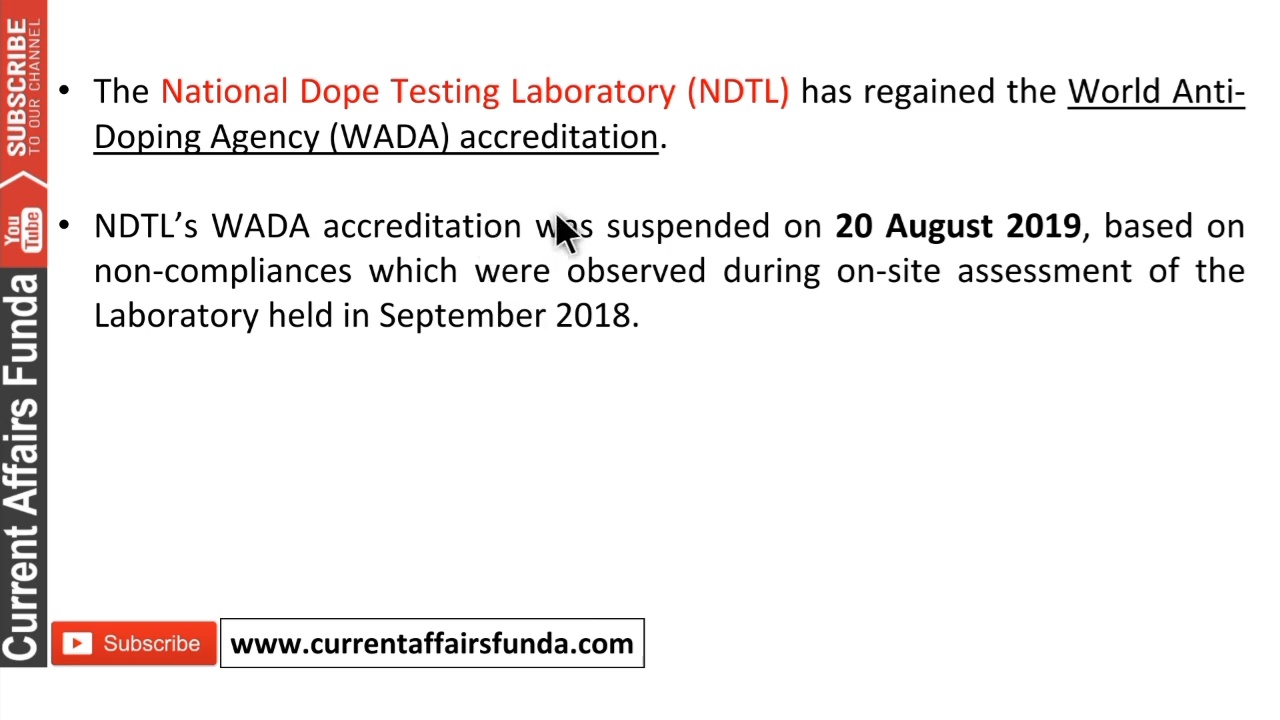 • The National Dope Testing Laboratory (NDTL) has regained the World Anti-
Doping Agency (WADA) accreditation.
• NDTL’s WADA accreditation was suspended on 20 August 2019, based on
non-compliances which were observed during on-site assessment of the
Laboratory held in September 2018.
SUBSCRIBE
TO OUR CHANNEL
You
Tube
Current Affairs Funda
Subscribe
www.currentaffairsfunda.com